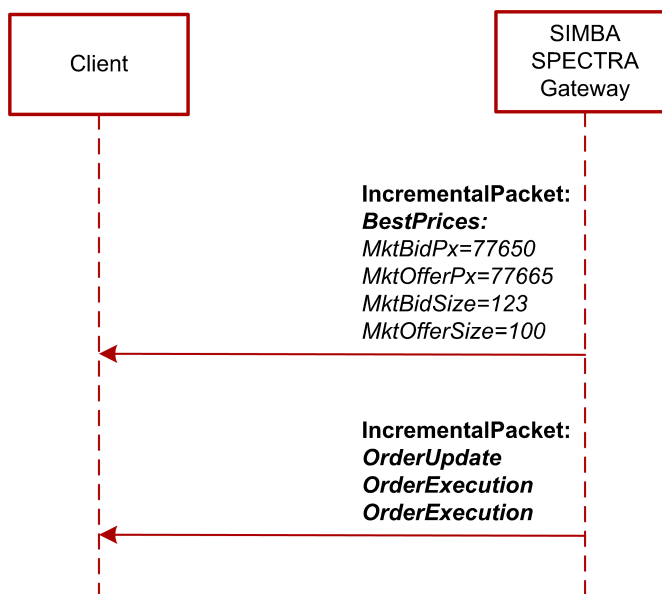 Client
SIMBA
SPECTRA
Gateway
IncrementalPacket:
BestPrices:
MktBidPx=77650
MktOfferPx=77665
MktBidSize=123
MktOfferSize=100
IncrementalPacket:
OrderUpdate
OrderExecution
OrderExecution